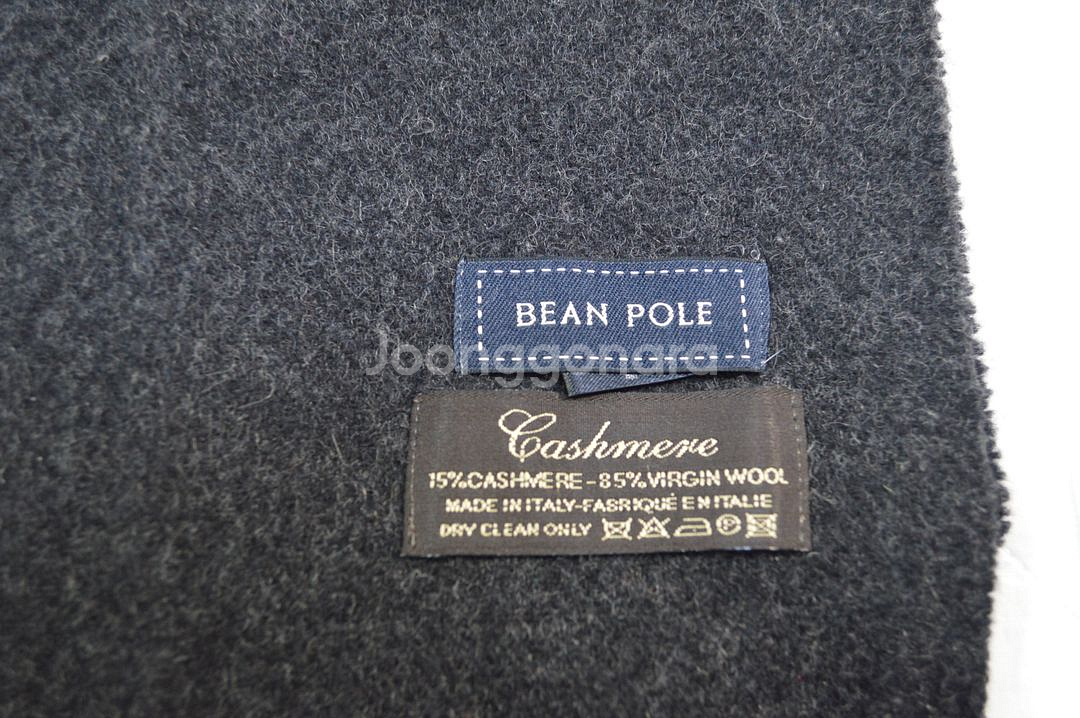 BEAN POLE
Joonggonara
Cashmere
15%CASHMERE-85%VIRGIN WOOL
MADE IN ITALY-FABRIQUÉ EN ITALIE
DRY CLEAN ONLY